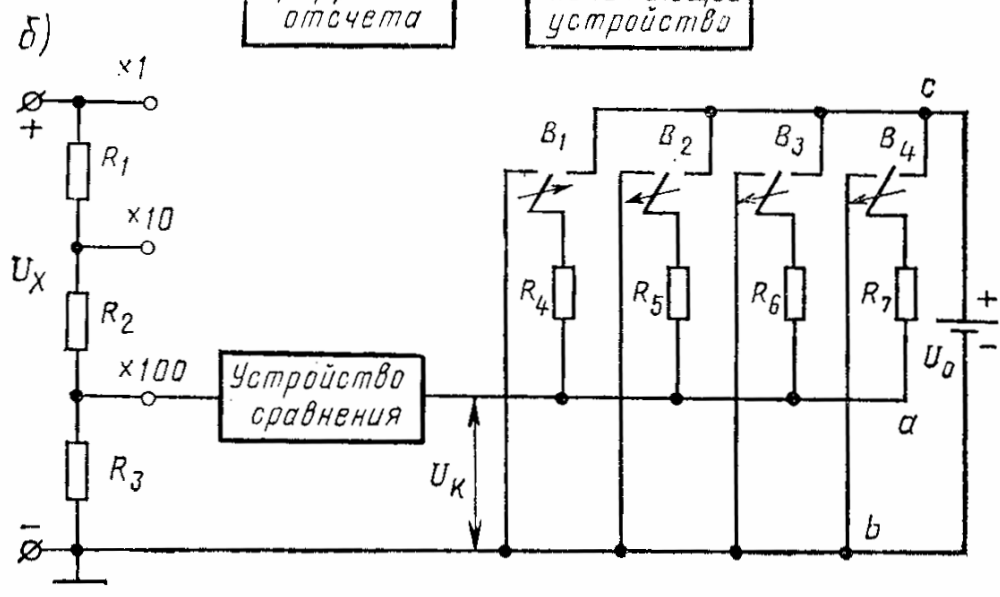 отсчета
устройство
б)
×1
+
R1
×10
UX
R2
×100
Устройство
сравнения
R3
−
UК
B1
B2
B3
B4
c
R4
R5
R6
R7
+
−
U0
a
b